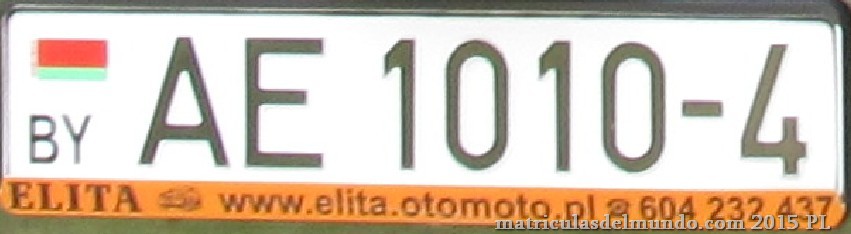 BY AE 1010-4
ELITA www.elita.otomoto.pl 604 232 437
matriculasdelmundo.com 2015 PL